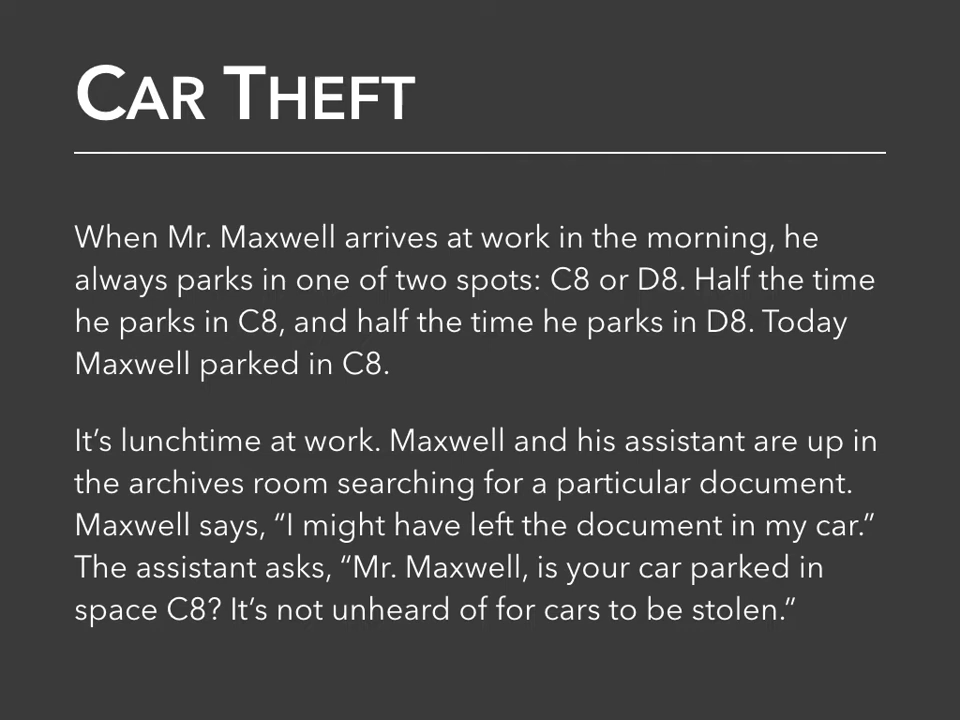 CAR THEFT
When Mr. Maxwell arrives at work in the morning, he
always parks in one of two spots: C8 or D8. Half the time
he parks in C8, and half the time he parks in D8. Today
Maxwell parked in C8.
It’s lunchtime at work. Maxwell and his assistant are up in
the archives room searching for a particular document.
Maxwell says, “I might have left the document in my car.”
The assistant asks, “Mr. Maxwell, is your car parked in
space C8? It’s not unheard of for cars to be stolen.”